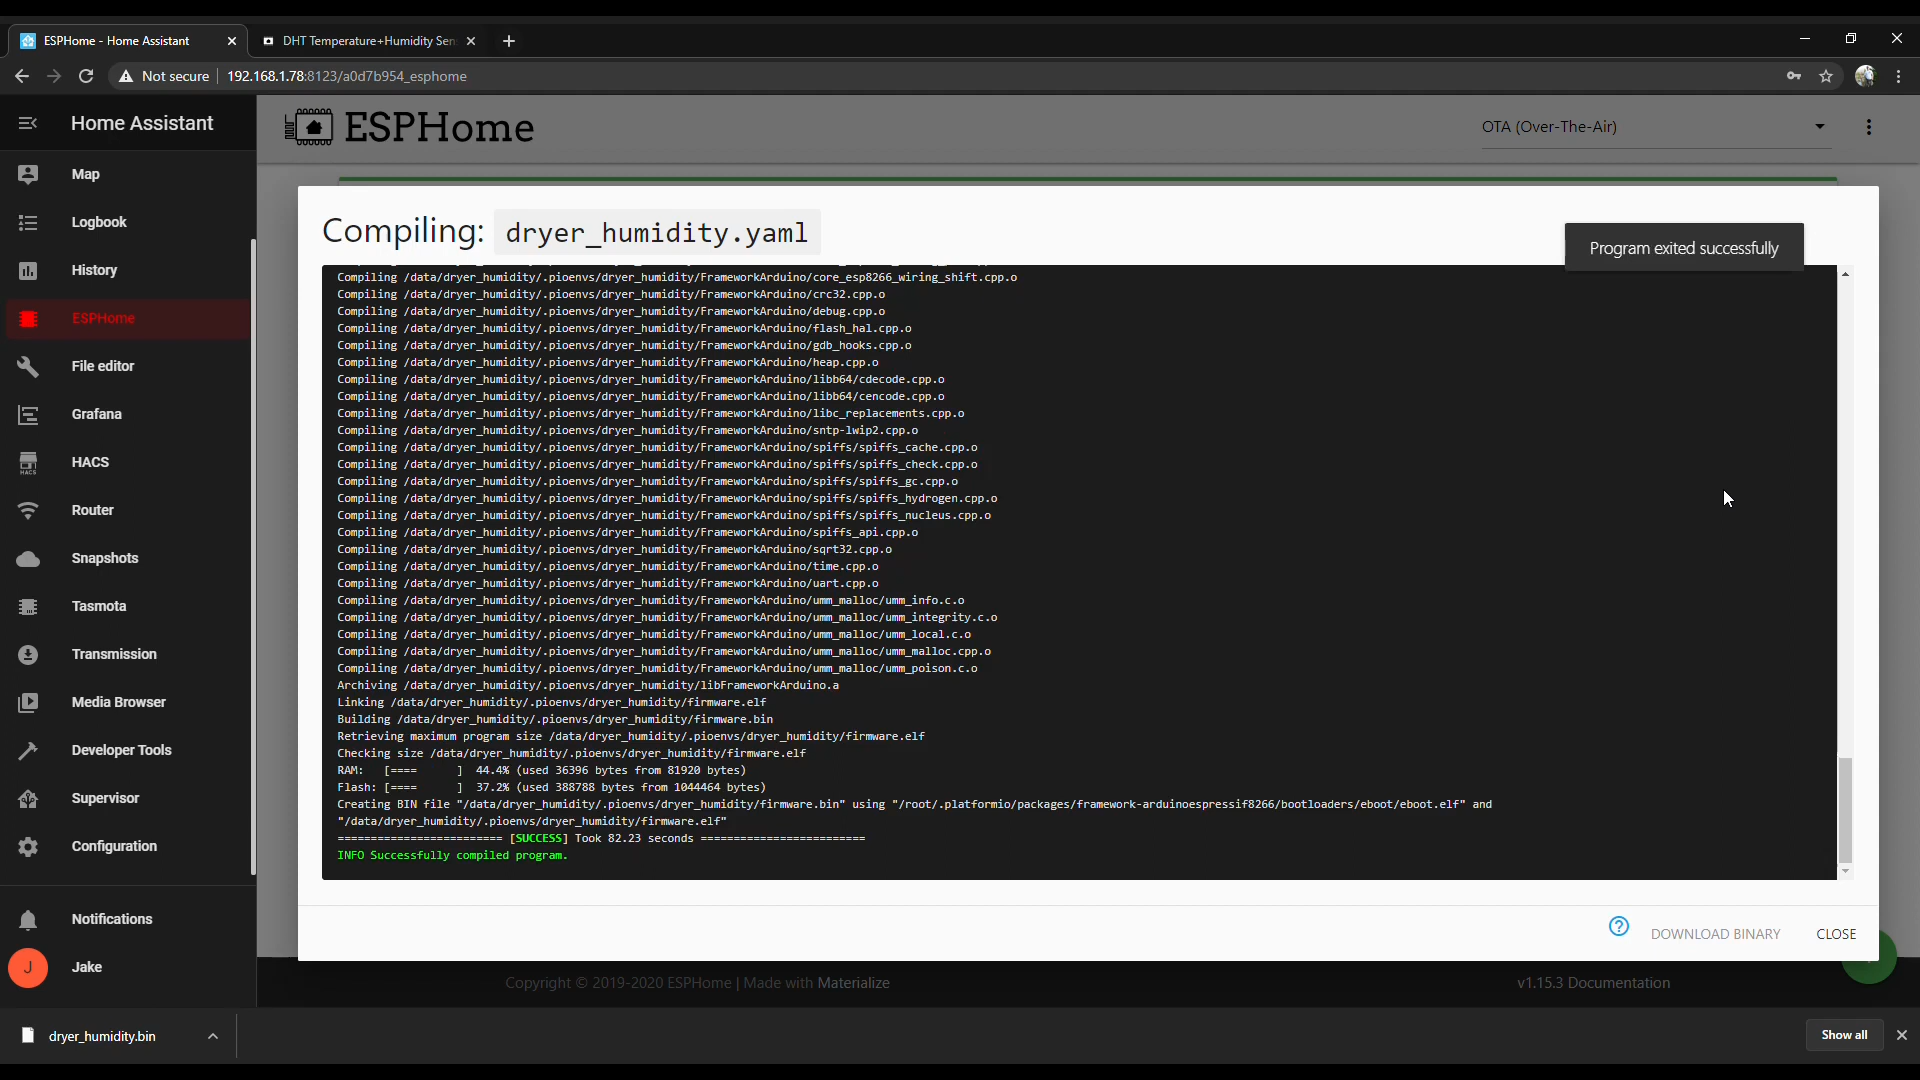 ESPHome - Home Assistant
DHT Temperature+Humidity Sen
Not secure
192.168.1.78:8123/a0d7b954_esphome
Home Assistant
ESPHome
OTA (Over-The-Air)
Map
Logbook
History
ESPHome
File editor
Grafana
HACS
HACS
Router
Snapshots
Tasmota
Transmission
Media Browser
Developer Tools
Supervisor
Configuration
Notifications
J
Jake
Compiling: dryer_humidity.yaml
Program exited successfully
Compiling /data/dryer_humidity/.pioenvs/dryer_humidity/FrameworkArduino/core_esp8266_wiring_shift.cpp.o
Compiling /data/dryer_humidity/.pioenvs/dryer_humidity/FrameworkArduino/crc32.cpp.o
Compiling /data/dryer_humidity/.pioenvs/dryer_humidity/FrameworkArduino/debug.cpp.o
Compiling /data/dryer_humidity/.pioenvs/dryer_humidity/FrameworkArduino/flash_hal.cpp.o
Compiling /data/dryer_humidity/.pioenvs/dryer_humidity/FrameworkArduino/gdb_hooks.cpp.o
Compiling /data/dryer_humidity/.pioenvs/dryer_humidity/FrameworkArduino/heap.cpp.o
Compiling /data/dryer_humidity/.pioenvs/dryer_humidity/FrameworkArduino/libb64/cdecode.cpp.o
Compiling /data/dryer_humidity/.pioenvs/dryer_humidity/FrameworkArduino/libb64/cencode.cpp.o
Compiling /data/dryer_humidity/.pioenvs/dryer_humidity/FrameworkArduino/libc_replacements.cpp.o
Compiling /data/dryer_humidity/.pioenvs/dryer_humidity/FrameworkArduino/sntp-lwip2.cpp.o
Compiling /data/dryer_humidity/.pioenvs/dryer_humidity/FrameworkArduino/spiffs/spiffs_cache.cpp.o
Compiling /data/dryer_humidity/.pioenvs/dryer_humidity/FrameworkArduino/spiffs/spiffs_check.cpp.o
Compiling /data/dryer_humidity/.pioenvs/dryer_humidity/FrameworkArduino/spiffs/spiffs_gc.cpp.o
Compiling /data/dryer_humidity/.pioenvs/dryer_humidity/FrameworkArduino/spiffs/spiffs_hydrogen.cpp.o
Compiling /data/dryer_humidity/.pioenvs/dryer_humidity/FrameworkArduino/spiffs/spiffs_nucleus.cpp.o
Compiling /data/dryer_humidity/.pioenvs/dryer_humidity/FrameworkArduino/spiffs_api.cpp.o
Compiling /data/dryer_humidity/.pioenvs/dryer_humidity/FrameworkArduino/sqrt32.cpp.o
Compiling /data/dryer_humidity/.pioenvs/dryer_humidity/FrameworkArduino/time.cpp.o
Compiling /data/dryer_humidity/.pioenvs/dryer_humidity/FrameworkArduino/uart.cpp.o
Compiling /data/dryer_humidity/.pioenvs/dryer_humidity/FrameworkArduino/umm_malloc/umm_info.c.o
Compiling /data/dryer_humidity/.pioenvs/dryer_humidity/FrameworkArduino/umm_malloc/umm_integrity.c.o
Compiling /data/dryer_humidity/.pioenvs/dryer_humidity/FrameworkArduino/umm_malloc/umm_local.c.o
Compiling /data/dryer_humidity/.pioenvs/dryer_humidity/FrameworkArduino/umm_malloc/umm_malloc.cpp.o
Compiling /data/dryer_humidity/.pioenvs/dryer_humidity/FrameworkArduino/umm_malloc/umm_poison.c.o
Archiving /data/dryer_humidity/.pioenvs/dryer_humidity/libFrameworkArduino.a
Linking /data/dryer_humidity/.pioenvs/dryer_humidity/firmware.elf
Building /data/dryer_humidity/.pioenvs/dryer_humidity/firmware.bin
Retrieving maximum program size /data/dryer_humidity/.pioenvs/dryer_humidity/firmware.elf
Checking size /data/dryer_humidity/.pioenvs/dryer_humidity/firmware.elf
RAM:   [====      ]  44.4% (used 36396 bytes from 81920 bytes)
Flash: [====      ]  37.2% (used 388788 bytes from 1044464 bytes)
Creating BIN file "/data/dryer_humidity/.pioenvs/dryer_humidity/firmware.bin" using "/root/.platformio/packages/framework-arduinoespressif8266/bootloaders/eboot/eboot.elf" and
"/data/dryer_humidity/.pioenvs/dryer_humidity/firmware.elf"
========================= [SUCCESS] Took 82.23 seconds =========================
INFO Successfully compiled program.
?
DOWNLOAD BINARY
CLOSE
Copyright © 2019-2020 ESPHome | Made with Materialize
v1.15.3 Documentation
dryer_humidity.bin
Show all